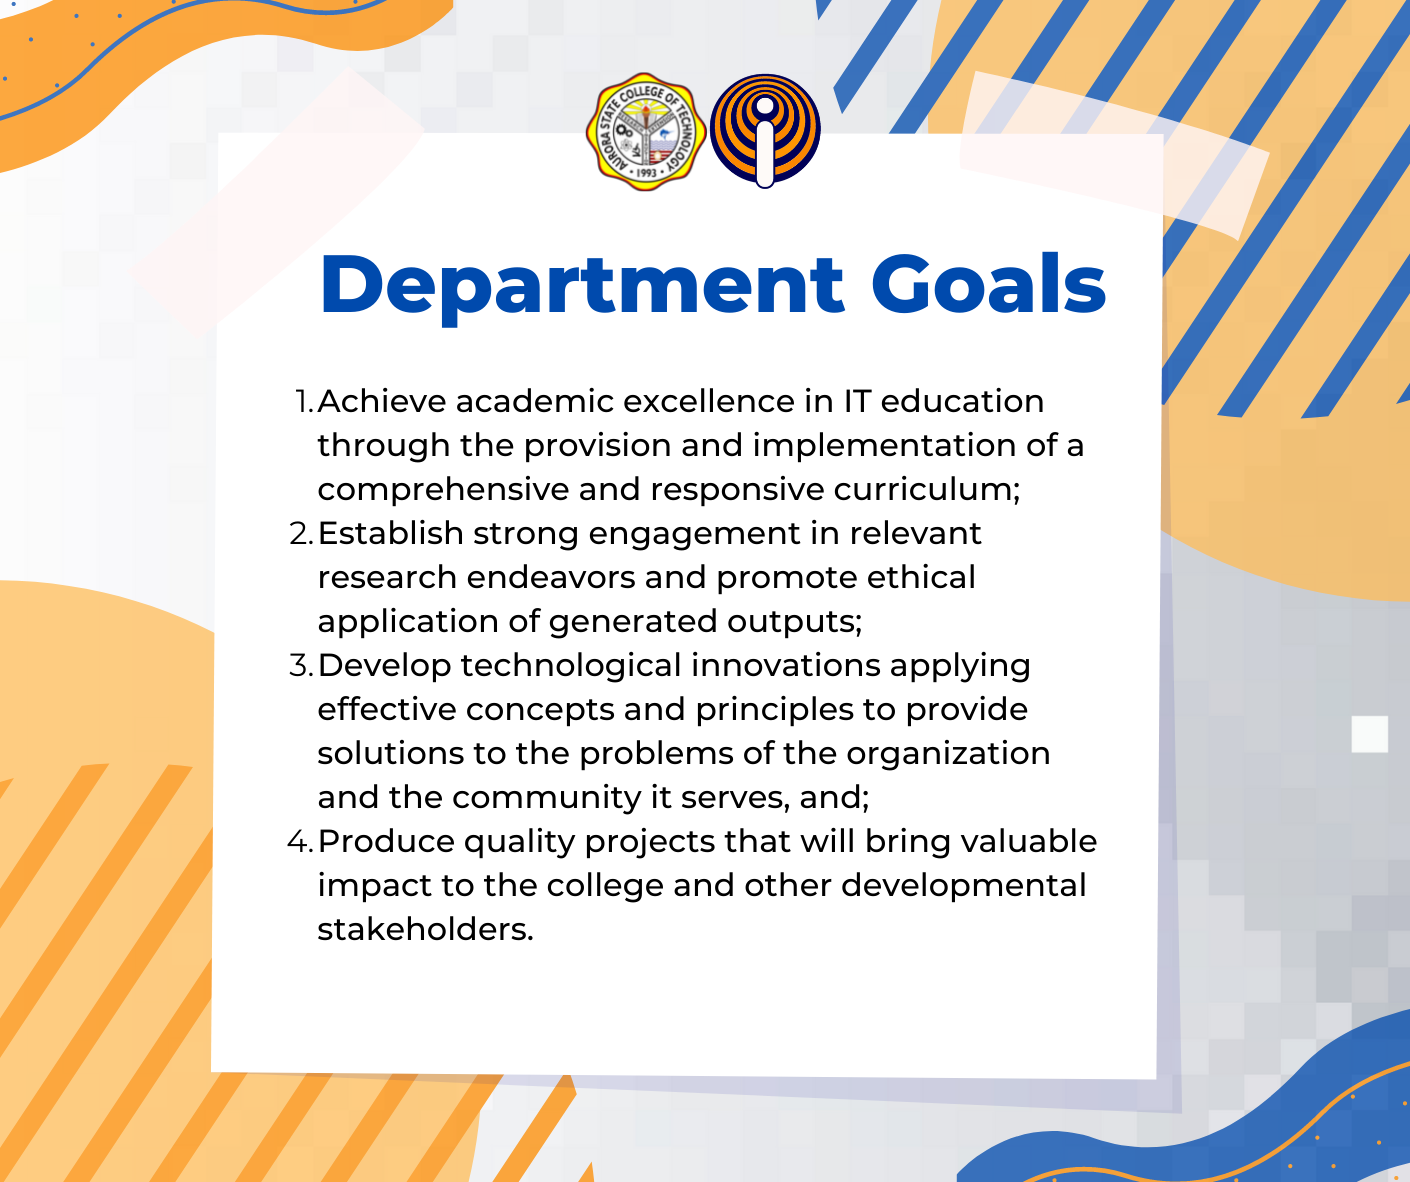 AURORA STATE COLLEGE OF TECHNOLOGY
• 1993 •
Department Goals
1. Achieve academic excellence in IT education
through the provision and implementation of a
comprehensive and responsive curriculum;
2. Establish strong engagement in relevant
research endeavors and promote ethical
application of generated outputs;
3. Develop technological innovations applying
effective concepts and principles to provide
solutions to the problems of the organization
and the community it serves, and;
4. Produce quality projects that will bring valuable
impact to the college and other developmental
stakeholders.